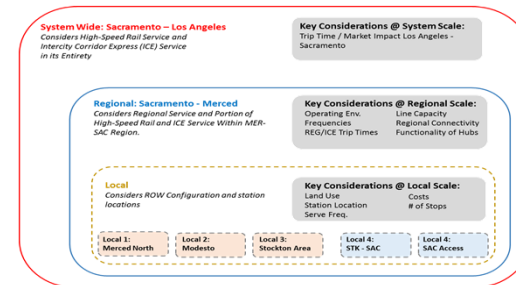 System Wide: Sacramento – Los Angeles
Considers High-Speed Rail Service and
Intercity Corridor Express (ICE) Service
in its Entirety
Key Considerations @ System Scale:
Trip Time / Market Impact Los Angeles -
Sacramento
Regional: Sacramento - Merced
Considers Regional Service and Portion of
High-Speed Rail and ICE Service Within MER-
SAC Region.
Key Considerations @ Regional Scale:
Operating Env. Line Capacity
Frequencies Regional Connectivity
REG/ICE Trip Times Functionality of Hubs
Local
Considers ROW Configuration and station
locations
Key Considerations @ Local Scale:
Land Use Costs
Station Location # of Stops
Serve Freq.
Local 1:
Merced North
Local 2:
Modesto
Local 3:
Stockton Area
Local 4:
STK - SAC
Local 4:
SAC Access